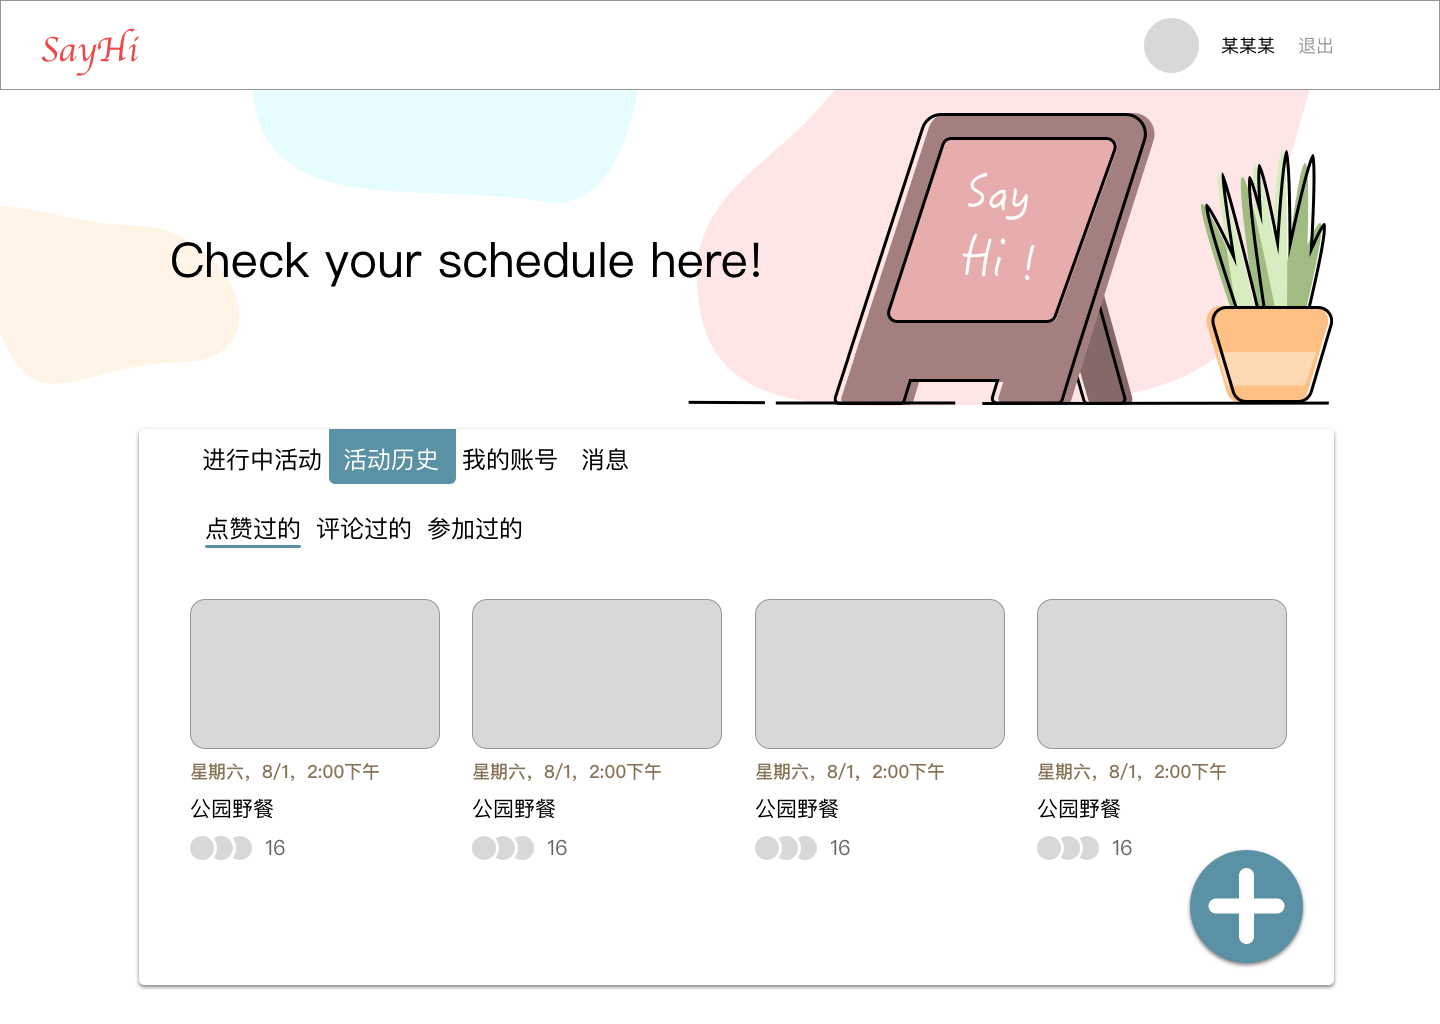 SayHi
某某某 退出
Say
Hi !
Check your schedule here!
进行中活动 活动历史 我的账号 消息
点赞过的 评论过的 参加过的
星期六，8/1，2:00下午 星期六，8/1，2:00下午 星期六，8/1，2:00下午 星期六，8/1，2:00下午
公园野餐 公园野餐 公园野餐 公园野餐
16 16 16 16